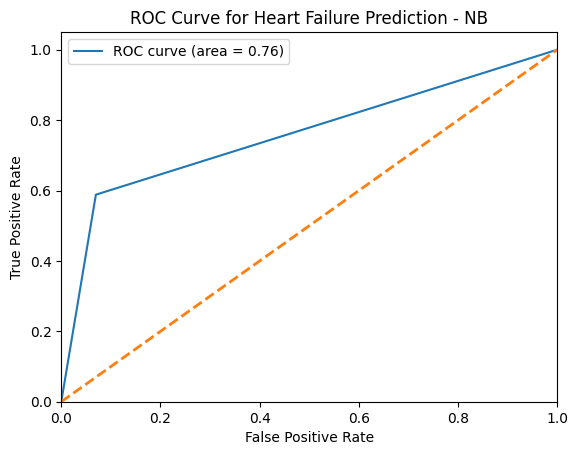 ROC Curve for Heart Failure Prediction - NB
ROC curve (area = 0.76)
True Positive Rate
1.0
0.8
0.6
0.4
0.2
0.0
0.0 0.2 0.4 0.6 0.8 1.0
False Positive Rate